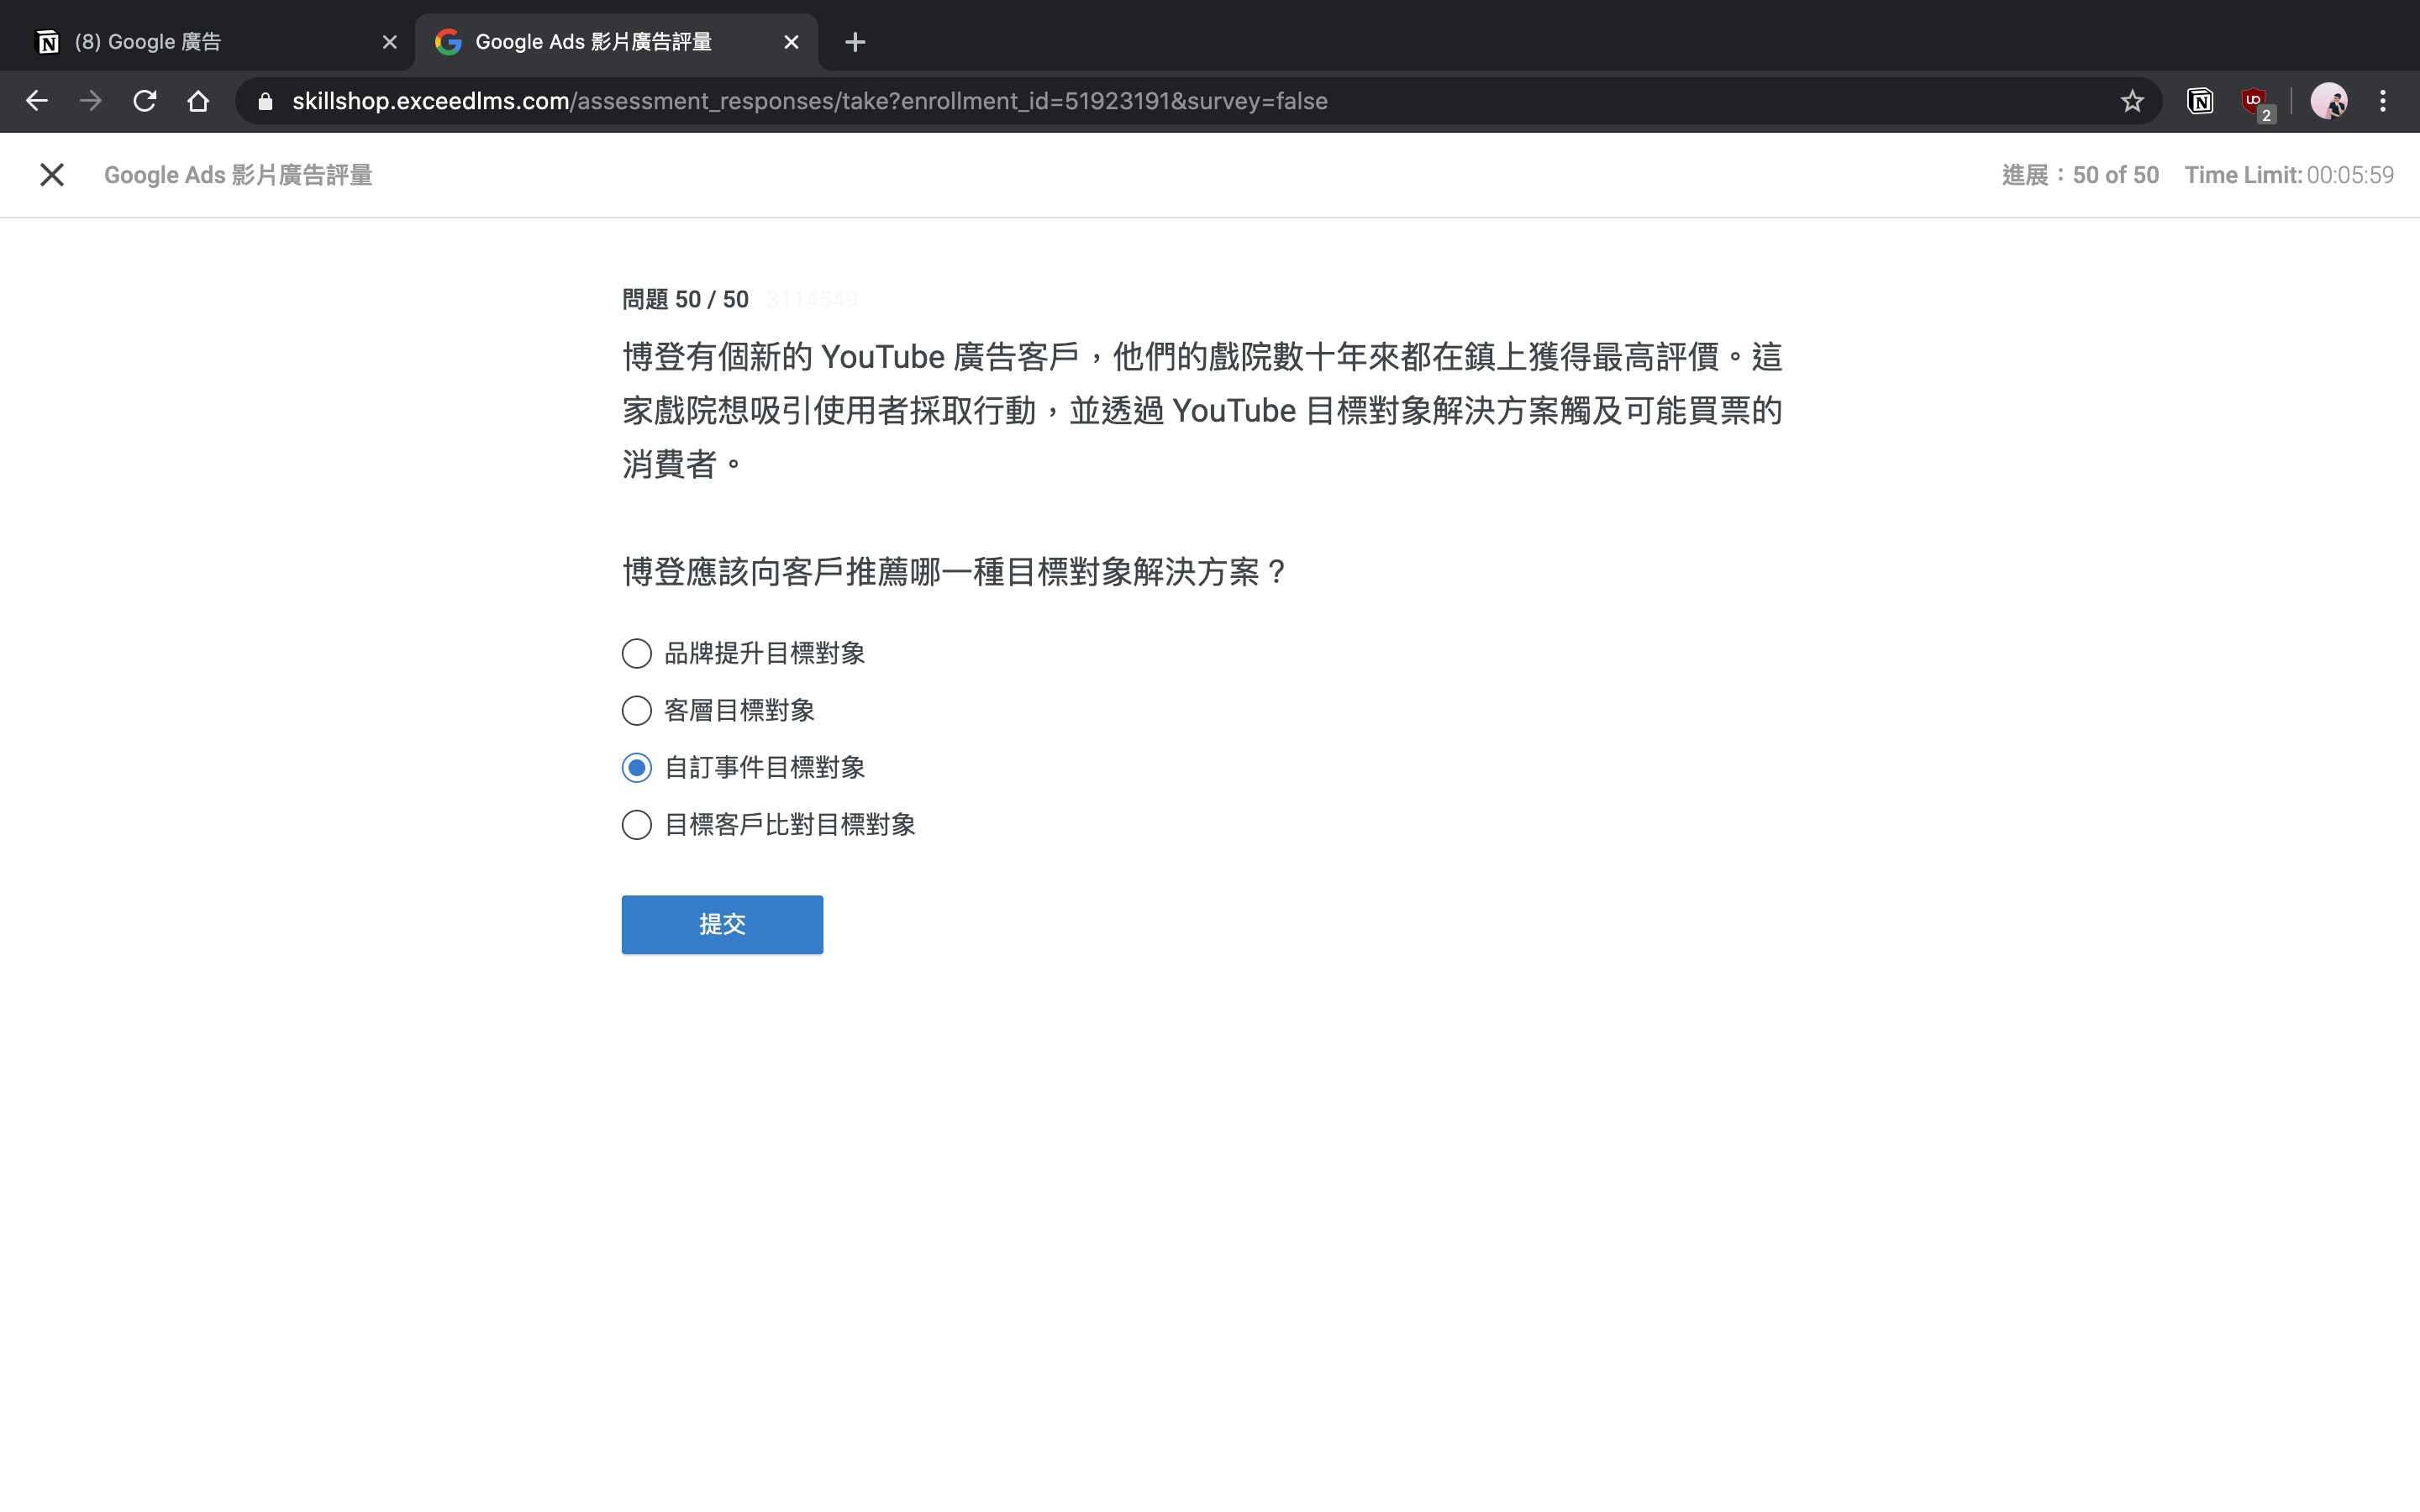 (8) Google 廣告
Google Ads 影片廣告評量
skillshop.exceedlms.com/assessment_responses/take?enrollment_id=51923191&survey=false
2
Google Ads 影片廣告評量
進展：50 of 50 Time Limit: 00:05:59
問題 50 / 50 3114549
博登有個新的 YouTube 廣告客戶，他們的戲院數十年來都在鎮上獲得最高評價。這
家戲院想吸引使用者採取行動，並透過 YouTube 目標對象解決方案觸及可能買票的
消費者。
博登應該向客戶推薦哪一種目標對象解決方案？
品牌提升目標對象
客層目標對象
自訂事件目標對象
目標客戶比對目標對象
提交